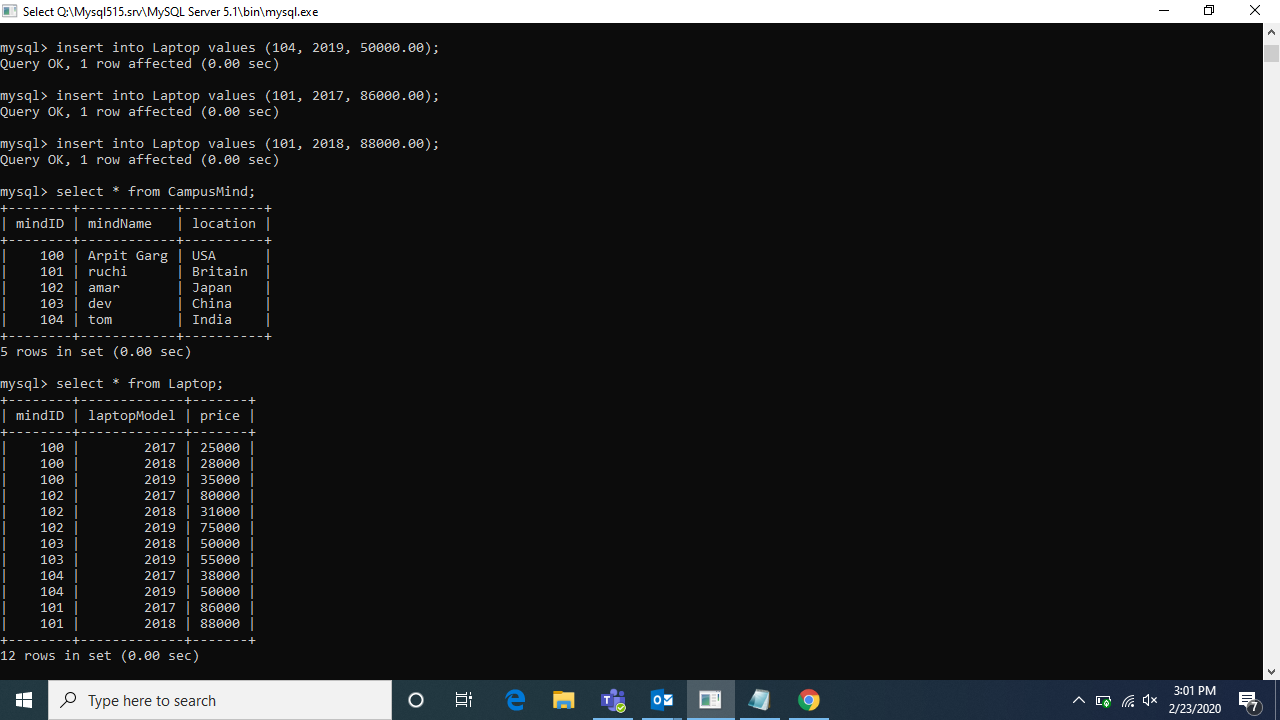 Select Q:\Mysql515.srv\MySQL Server 5.1\bin\mysql.exe
mysql> insert into Laptop values (104, 2019, 50000.00);
Query OK, 1 row affected (0.00 sec)
mysql> insert into Laptop values (101, 2017, 86000.00);
Query OK, 1 row affected (0.00 sec)
mysql> insert into Laptop values (101, 2018, 88000.00);
Query OK, 1 row affected (0.00 sec)
mysql> select * from CampusMind;
+--------+------------+----------+
| mindID | mindName   | location |
+--------+------------+----------+
|    100 | Arpit Garg | USA      |
|    101 | ruchi      | Britain  |
|    102 | amar       | Japan    |
|    103 | dev        | China    |
|    104 | tom        | India    |
+--------+------------+----------+
5 rows in set (0.00 sec)
mysql> select * from Laptop;
+--------+-------------+-------+
| mindID | laptopModel | price |
+--------+-------------+-------+
|    100 |        2017 | 25000 |
|    100 |        2018 | 28000 |
|    100 |        2019 | 35000 |
|    102 |        2017 | 80000 |
|    102 |        2018 | 31000 |
|    102 |        2019 | 75000 |
|    103 |        2018 | 50000 |
|    103 |        2019 | 55000 |
|    104 |        2017 | 38000 |
|    104 |        2019 | 50000 |
|    101 |        2017 | 86000 |
|    101 |        2018 | 88000 |
+--------+-------------+-------+
12 rows in set (0.00 sec)
Type here to search
3:01 PM
2/23/2020
7